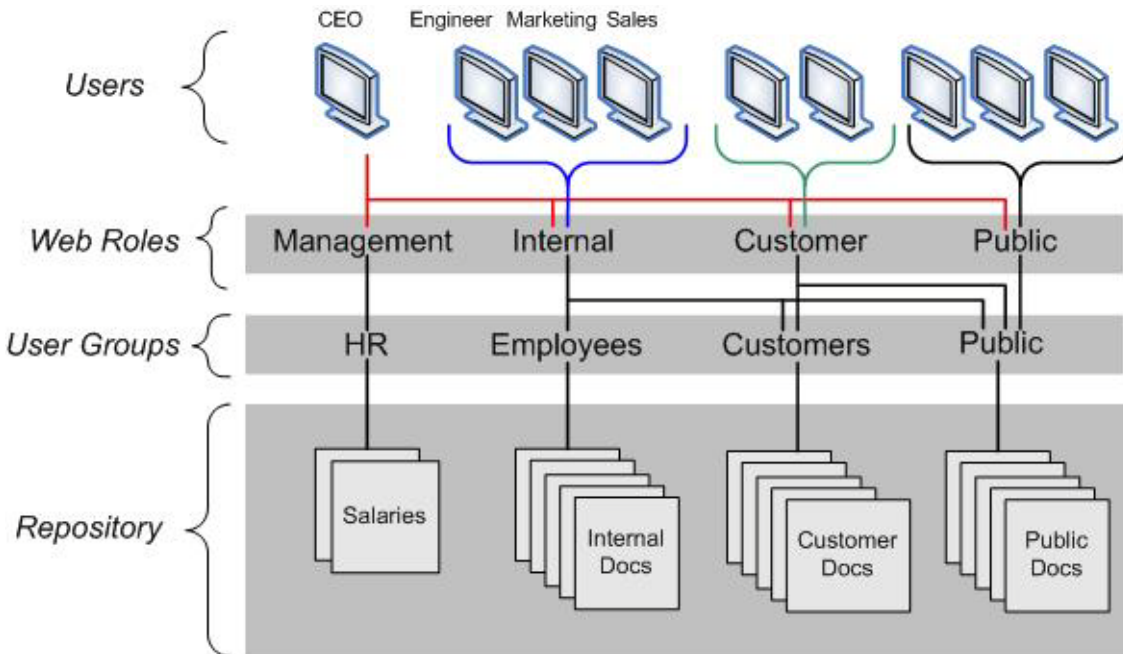 CEO Engineer Marketing Sales
Users
Web Roles Management Internal Customer Public
User Groups HR Employees Customers Public
Repository
Salaries
Internal
Docs
Customer
Docs
Public
Docs